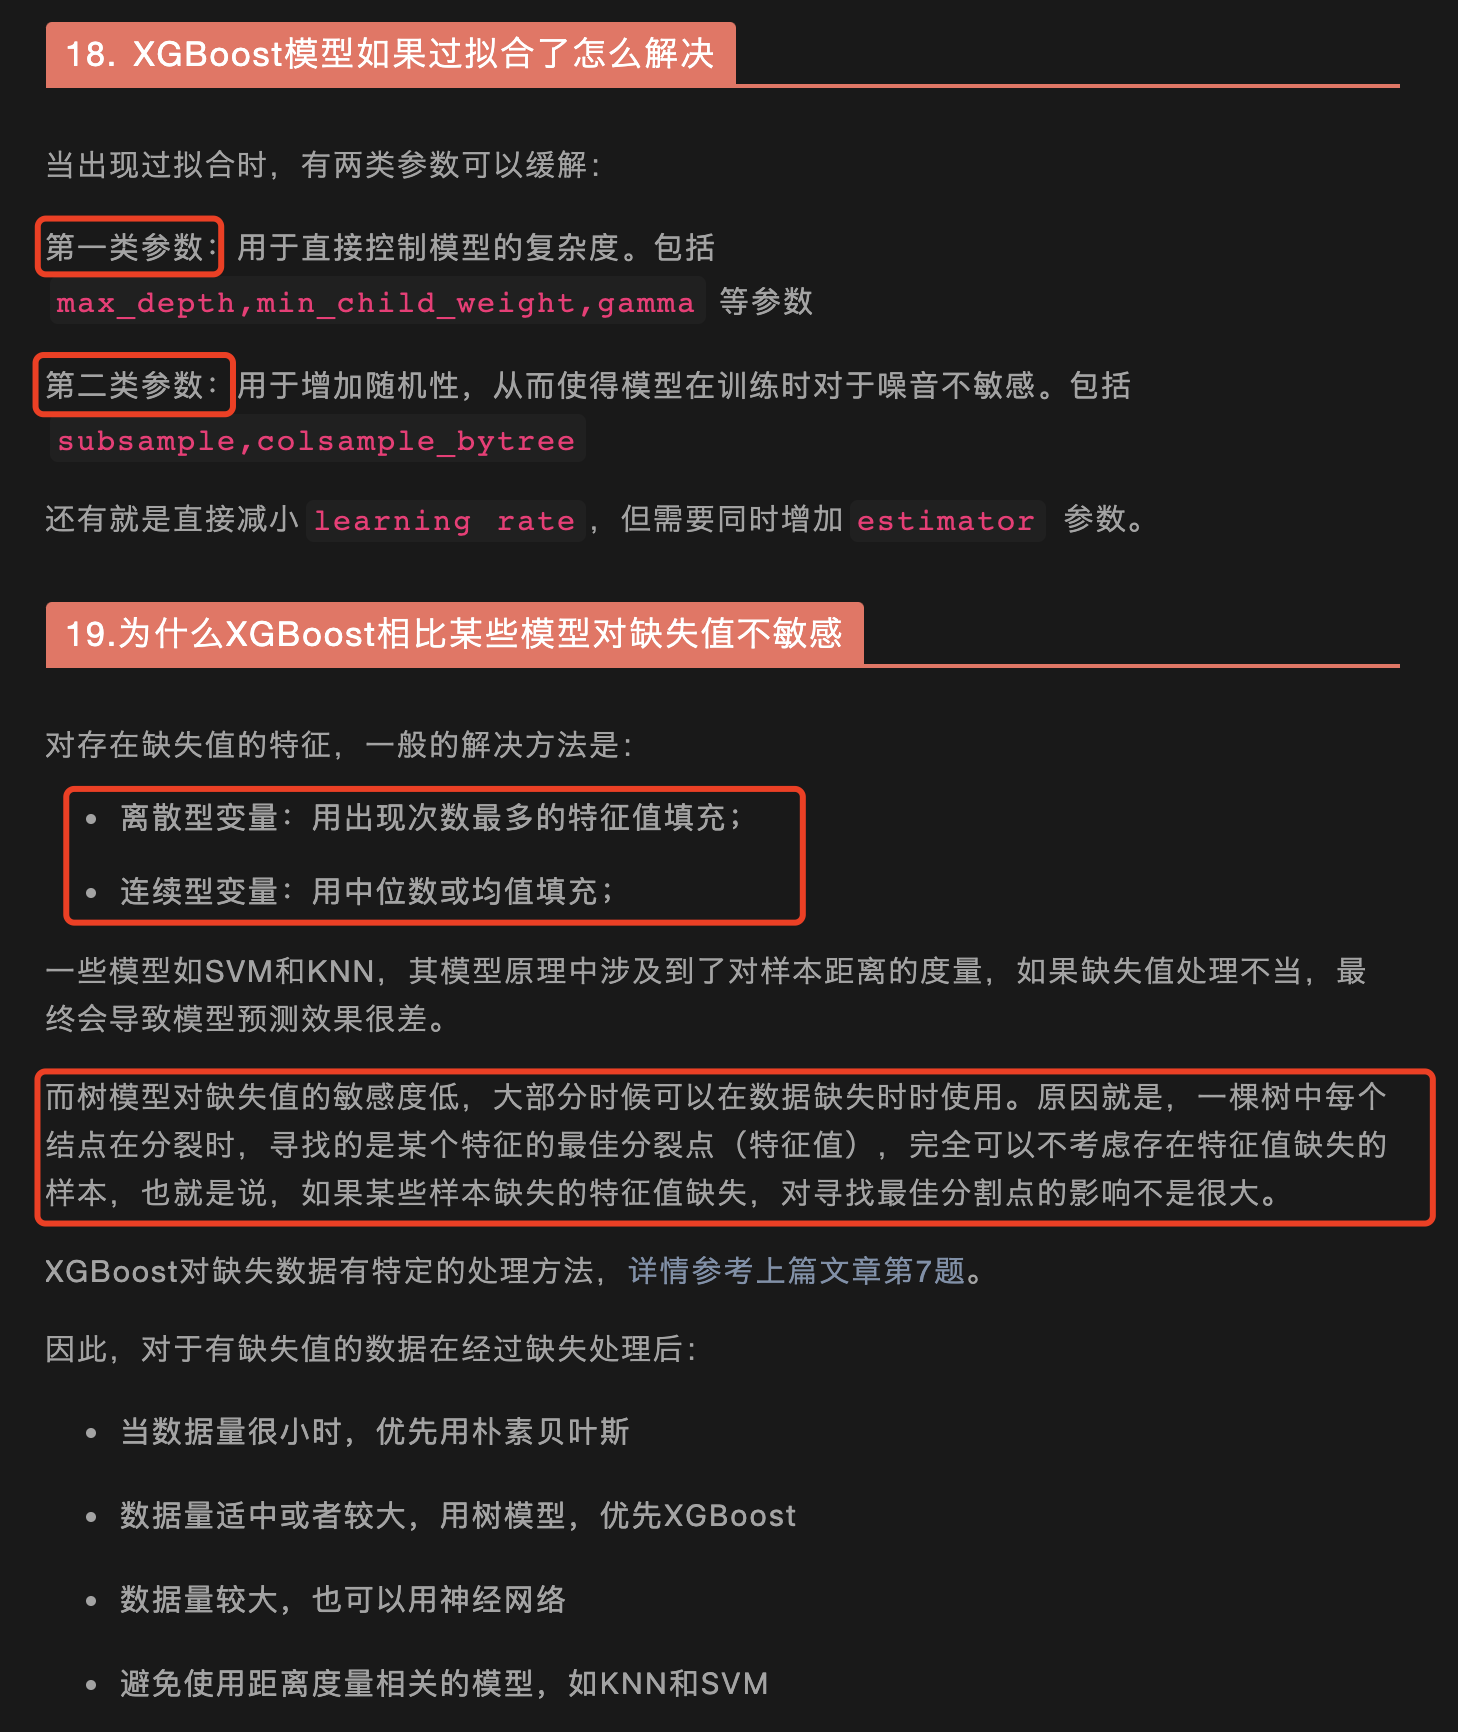 18. XGBoost模型如果过拟合了怎么解决
当出现过拟合时，有两类参数可以缓解：
第一类参数：用于直接控制模型的复杂度。包括
max_depth,min_child_weight,gamma 等参数
第二类参数：用于增加随机性，从而使得模型在训练时对于噪音不敏感。包括
subsample,colsample_bytree
还有就是直接减小 learning rate，但需要同时增加 estimator 参数。
19.为什么XGBoost相比某些模型对缺失值不敏感
对存在缺失值的特征，一般的解决方法是：
• 离散型变量：用出现次数最多的特征值填充；
• 连续型变量：用中位数或均值填充；
一些模型如SVM和KNN，其模型原理中涉及到了对样本距离的度量，如果缺失值处理不当，最
终会导致模型预测效果很差。
而树模型对缺失值的敏感度低，大部分时候可以在数据缺失时时使用。原因就是，一棵树中每个
结点在分裂时，寻找的是某个特征的最佳分裂点（特征值），完全可以不考虑存在特征值缺失的
样本，也就是说，如果某些样本缺失的特征值缺失，对寻找最佳分割点的影响不是很大。
XGBoost对缺失数据有特定的处理方法，详情参考上篇文章第7题。
因此，对于有缺失值的数据在经过缺失处理后：
• 当数据量很小时，优先用朴素贝叶斯
• 数据量适中或者较大，用树模型，优先XGBoost
• 数据量较大，也可以用神经网络
• 避免使用距离度量相关的模型，如KNN和SVM